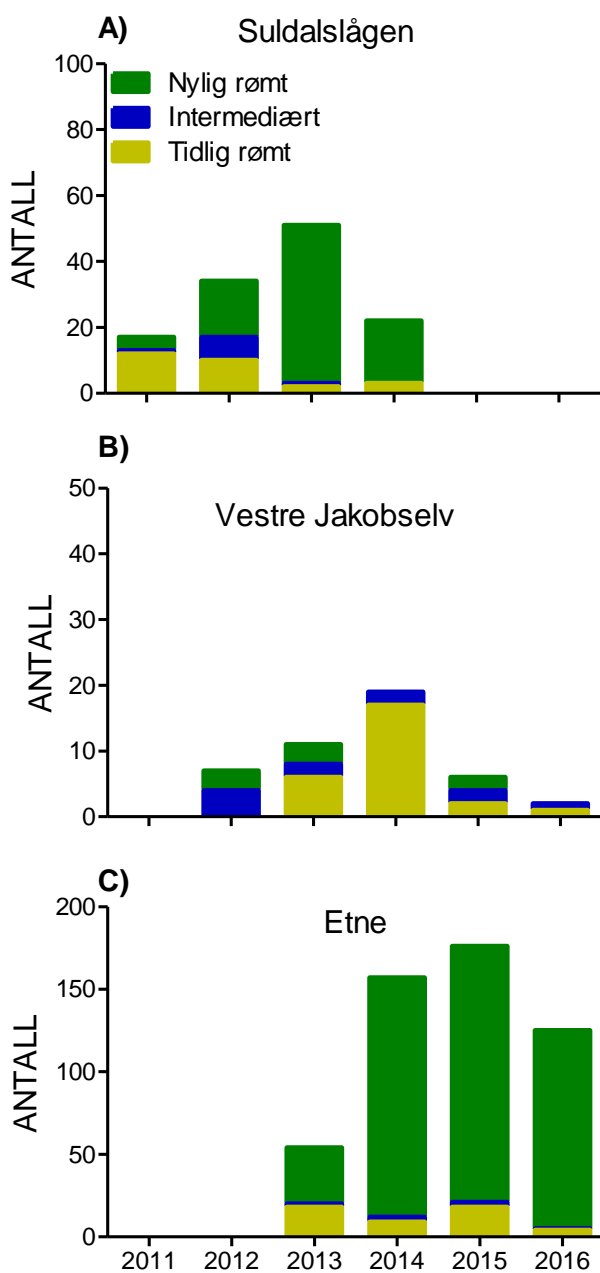 A) Suldalslågen
100
Nylig rømt
80
Intermediært
Tidlig rømt
60
ANTALL
40
20
0
B)
50
Vestre Jakobselv
40
30
ANTALL
20
10
0
C)
200
Etne
150
ANTALL
100
50
0
2011 2012 2013 2014 2015 2016